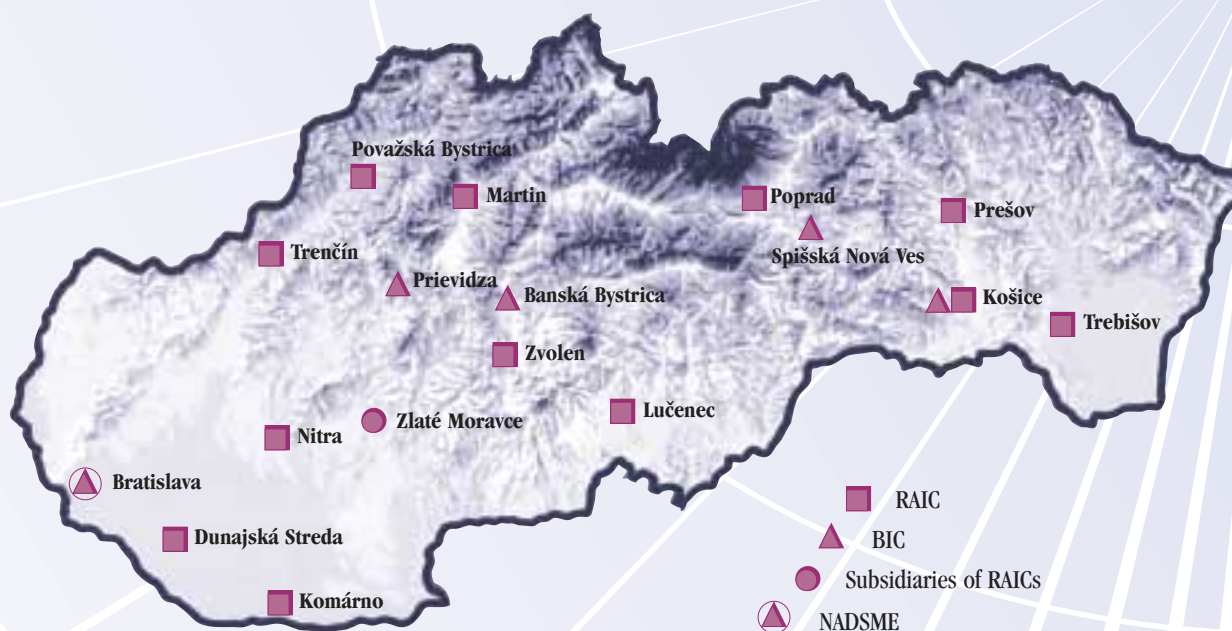 Považská Bystrica
Martin
Poprad
Prešov
Trenčín
Spišská Nová Ves
Prievidza
Banská Bystrica
Košice
Trebišov
Zvolen
Lučenec
Zlaté Moravce
Nitra
Bratislava
Dunajská Streda
Komárno
RAIC
BIC
Subsidiaries of RAICs
NADSME